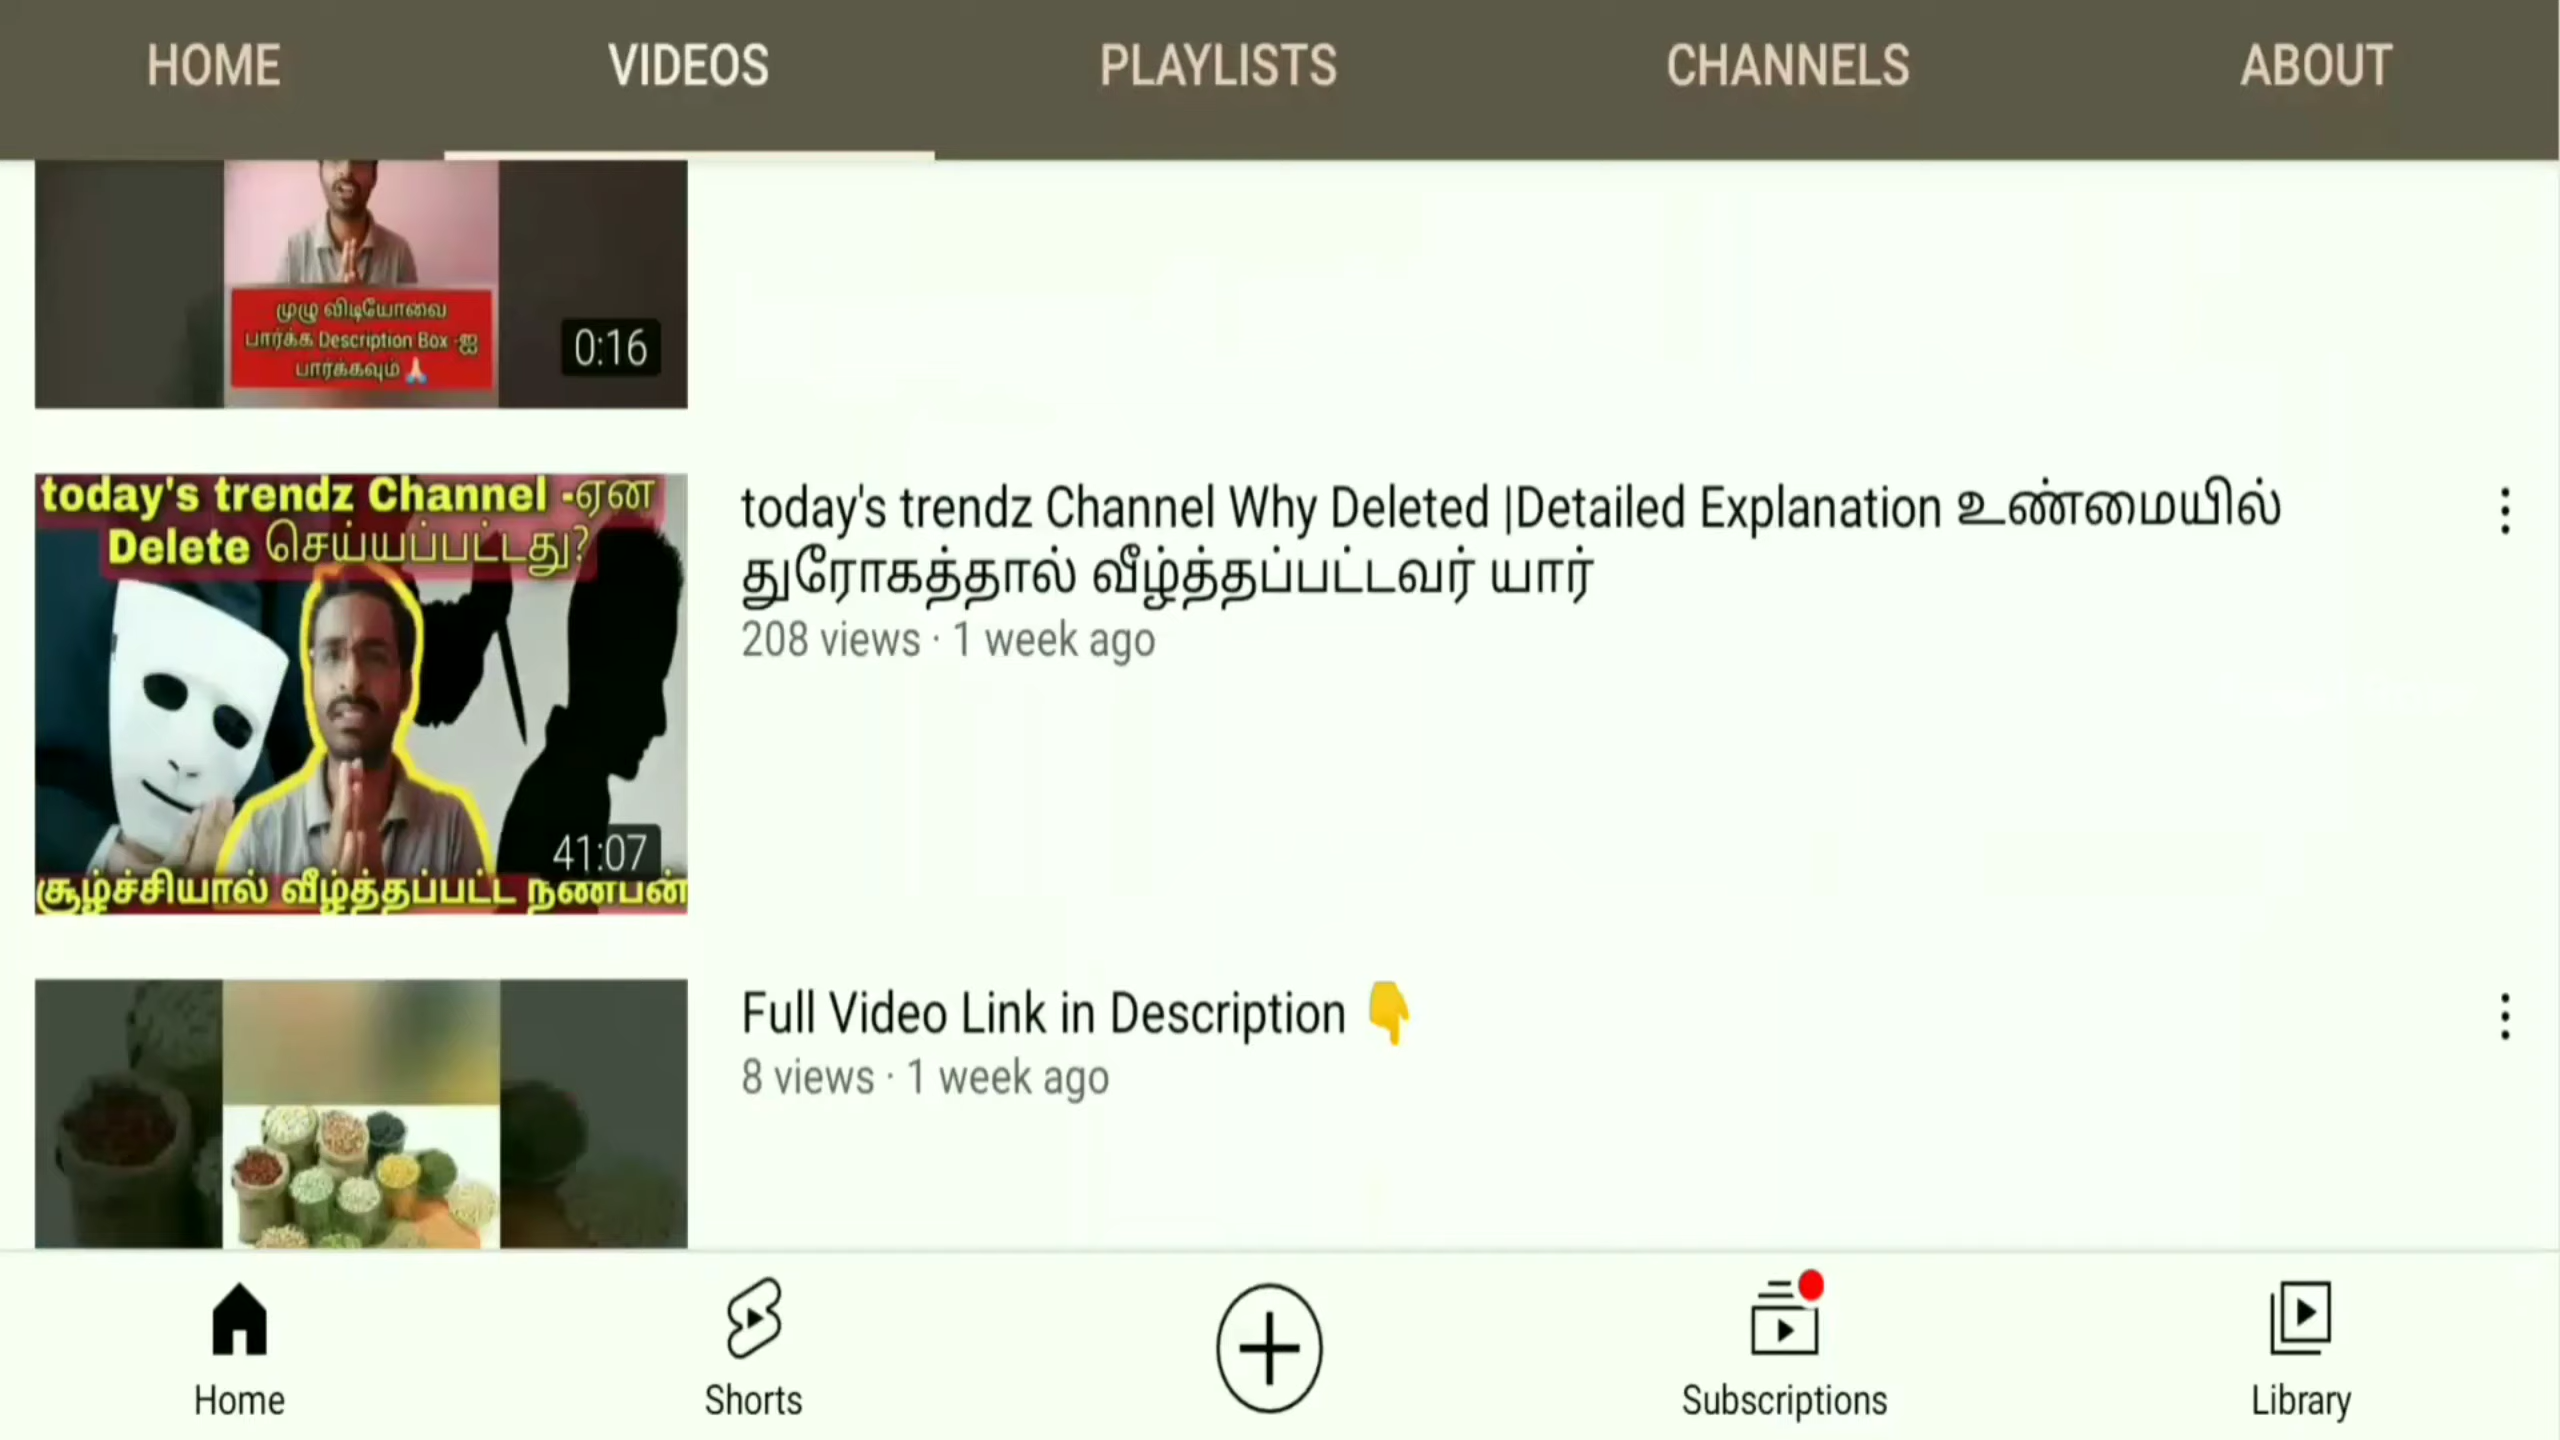 HOME
VIDEOS
PLAYLISTS
CHANNELS
ABOUT
முழு விடியோவை
பார்க்க Description Box -ஐ
பார்க்கவும் 🙏🏻
0:16
today's trendz Channel -ஏன
Delete செய்யப்பட்டது?
41:07
சூழ்ச்சியால் வீழ்த்தப்பட்ட நண்பன்
today's trendz Channel Why Deleted |Detailed Explanation உண்மையில்
துரோகத்தால் வீழ்த்தப்பட்டவர் யார்
208 views · 1 week ago
Full Video Link in Description 👇
8 views · 1 week ago
Home
Shorts
Subscriptions
Library